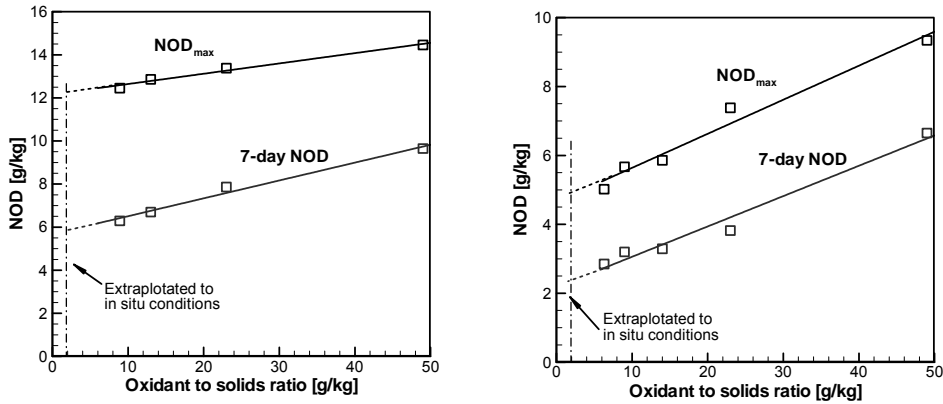 16
14
12
10
8
6
4
2
0
NOD [g/kg]
NODmax
7-day NOD
Extraplotated to
in situ conditions
0 10 20 30 40 50
Oxidant to solids ratio [g/kg]
10
8
6
4
2
0
NOD [g/kg]
NODmax
7-day NOD
Extraplotated to
in situ conditions
0 10 20 30 40 50
Oxidant to solids ratio [g/kg]